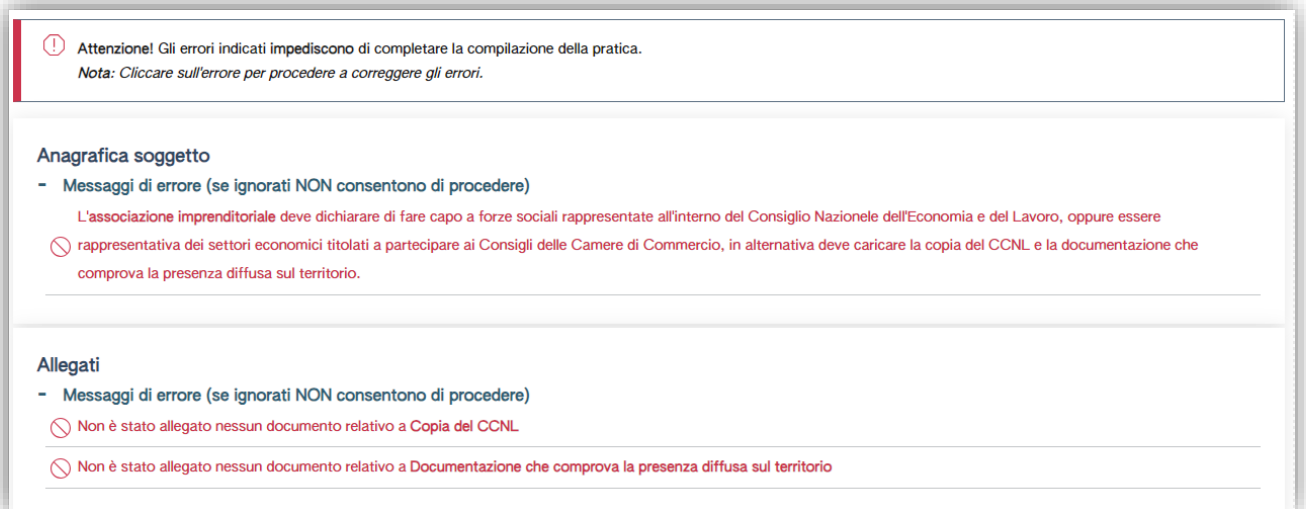 Attenzione! Gli errori indicati impediscono di completare la compilazione della pratica.
Nota: Cliccare sull'errore per procedere a correggere gli errori.
Anagrafica soggetto
- Messaggi di errore (se ignorati NON consentono di procedere)
L'associazione imprenditoriale deve dichiarare di fare capo a forze sociali rappresentate all'interno del Consiglio Nazionele dell'Economia e del Lavoro, oppure essere
rappresentativa dei settori economici titolati a partecipare ai Consigli delle Camere di Commercio, in alternativa deve caricare la copia del CCNL e la documentazione che
comprova la presenza diffusa sul territorio.
Allegati
- Messaggi di errore (se ignorati NON consentono di procedere)
Non è stato allegato nessun documento relativo a Copia del CCNL
Non è stato allegato nessun documento relativo a Documentazione che comprova la presenza diffusa sul territorio